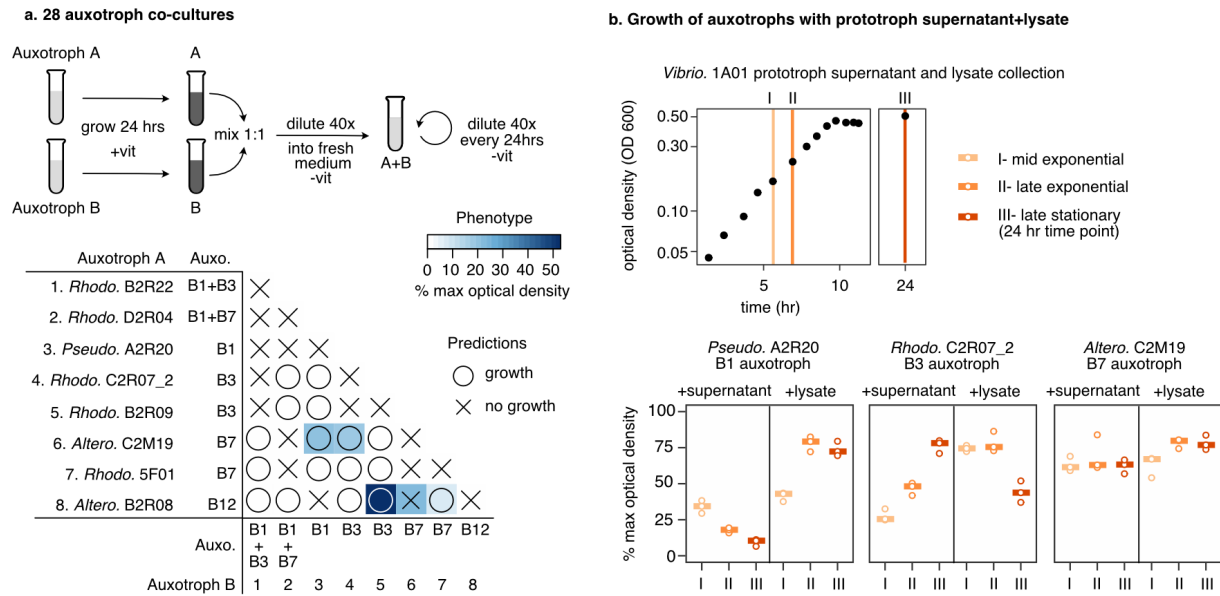 a. 28 auxotroph co-cultures
Auxotroph A
A
grow 24 hrs
+vit
mix 1:1
dilute 40x
into fresh
medium
-vit
A+B
dilute 40x
every 24hrs
-vit
Auxotroph B
B
Phenotype
0 10 20 30 40 50
% max optical density
Predictions
growth
no growth
Auxotroph A Auxo.
1. Rhodo. B2R22 B1+B3
2. Rhodo. D2R04 B1+B7
3. Pseudo. A2R20 B1
4. Rhodo. C2R07_2 B3
5. Rhodo. B2R09 B3
6. Altero. C2M19 B7
7. Rhodo. 5F01 B7
8. Altero. B2R08 B12
Auxo. B1+B3 B1+B7 B1 B3 B3 B7 B7 B12
Auxotroph B 1 2 3 4 5 6 7 8
b. Growth of auxotrophs with prototroph supernatant+lysate
Vibrio. 1A01 prototroph supernatant and lysate collection
I II III
optical density (OD 600)
0.50
0.30
0.10
0.05
5 10 24
time (hr)
I- mid exponential
II- late exponential
III- late stationary
(24 hr time point)
Pseudo. A2R20
B1 auxotroph
+supernatant +lysate
Rhodo. C2R07_2
B3 auxotroph
+supernatant +lysate
Altero. C2M19
B7 auxotroph
+supernatant +lysate
% max optical density
100
75
50
25
0
I II III I II III
I II III I II III
I II III I II III